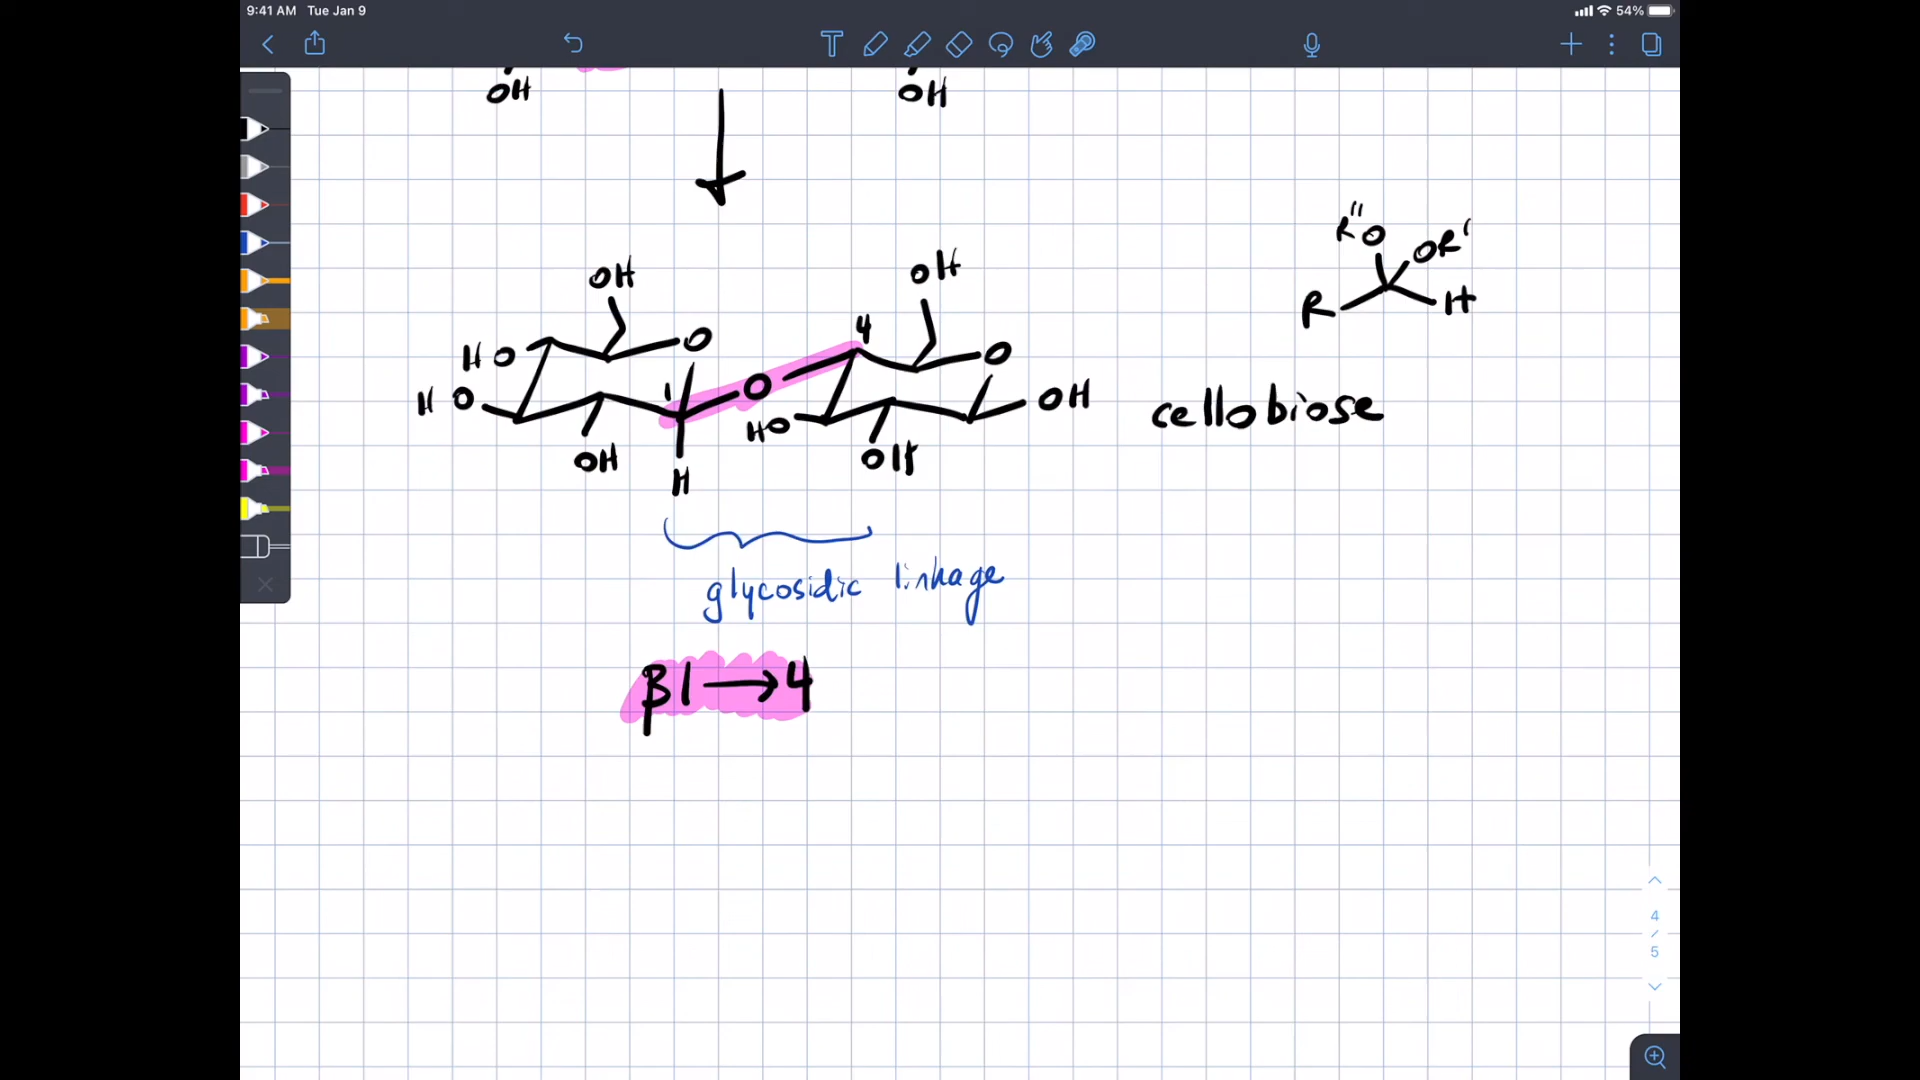 9:41 AM Tue Jan 9
54%
OH
OH
R''O
OR'
R
H
OH
OH
HO
O
4
O
HO
1
O
HO
OH
OH
OH
H
cellobiose
glycosidic linkage
β1→4
4
/
5